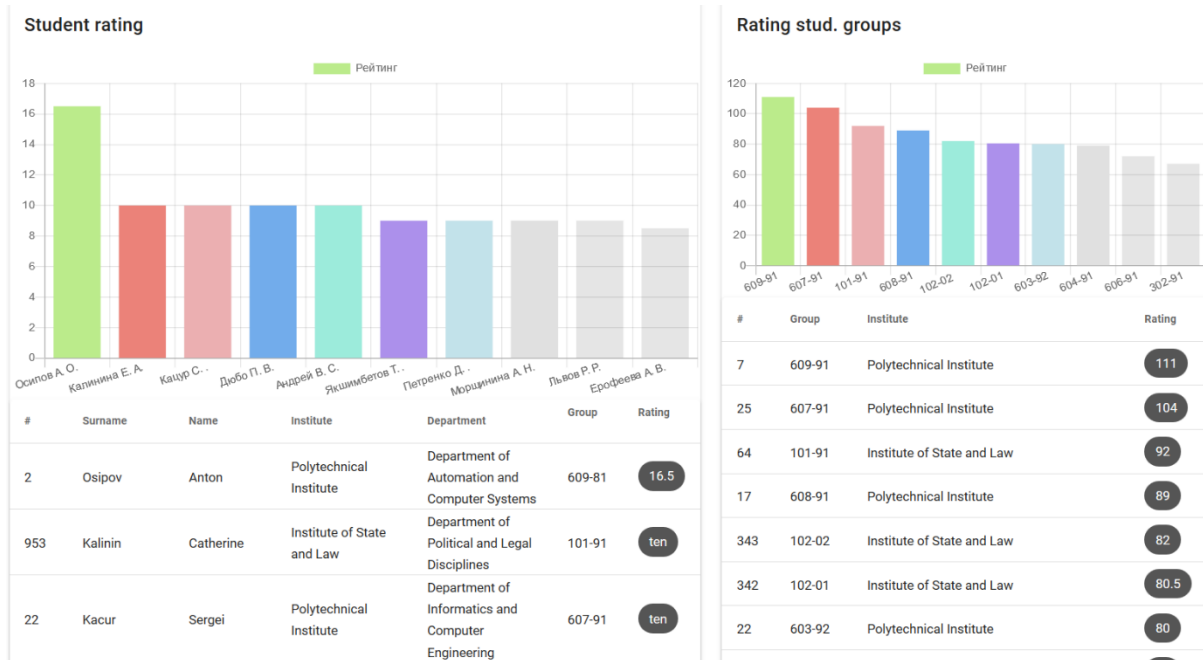 Student rating
Рейтинг
18
16
14
12
10
8
6
4
2
0
Осипов А. О.
Калинина Е. А.
Кацур С. .
Дюбо П. В.
Андрей В. С.
Якшимбетов Т. .
Петренко Д. .
Морщинина А. Н.
Львов Р. Р.
Ерофеева А. В.
# Surname Name Institute Department Group Rating
2 Osipov Anton Polytechnical Institute Department of Automation and Computer Systems 609-81 16.5
953 Kalinin Catherine Institute of State and Law Department of Political and Legal Disciplines 101-91 ten
22 Kacur Sergei Polytechnical Institute Department of Informatics and Computer Engineering 607-91 ten
Rating stud. groups
Рейтинг
120
100
80
60
40
20
0
609-91
607-91
101-91
608-91
102-02
102-01
603-92
604-91
606-91
302-91
# Group Institute Rating
7 609-91 Polytechnical Institute 111
25 607-91 Polytechnical Institute 104
64 101-91 Institute of State and Law 92
17 608-91 Polytechnical Institute 89
343 102-02 Institute of State and Law 82
342 102-01 Institute of State and Law 80.5
22 603-92 Polytechnical Institute 80